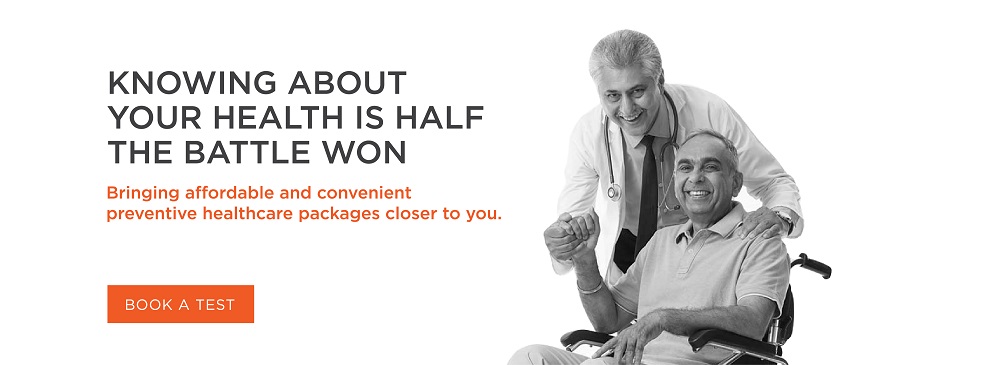 KNOWING ABOUT
YOUR HEALTH IS HALF
THE BATTLE WON
Bringing affordable and convenient
preventive healthcare packages closer to you.
BOOK A TEST